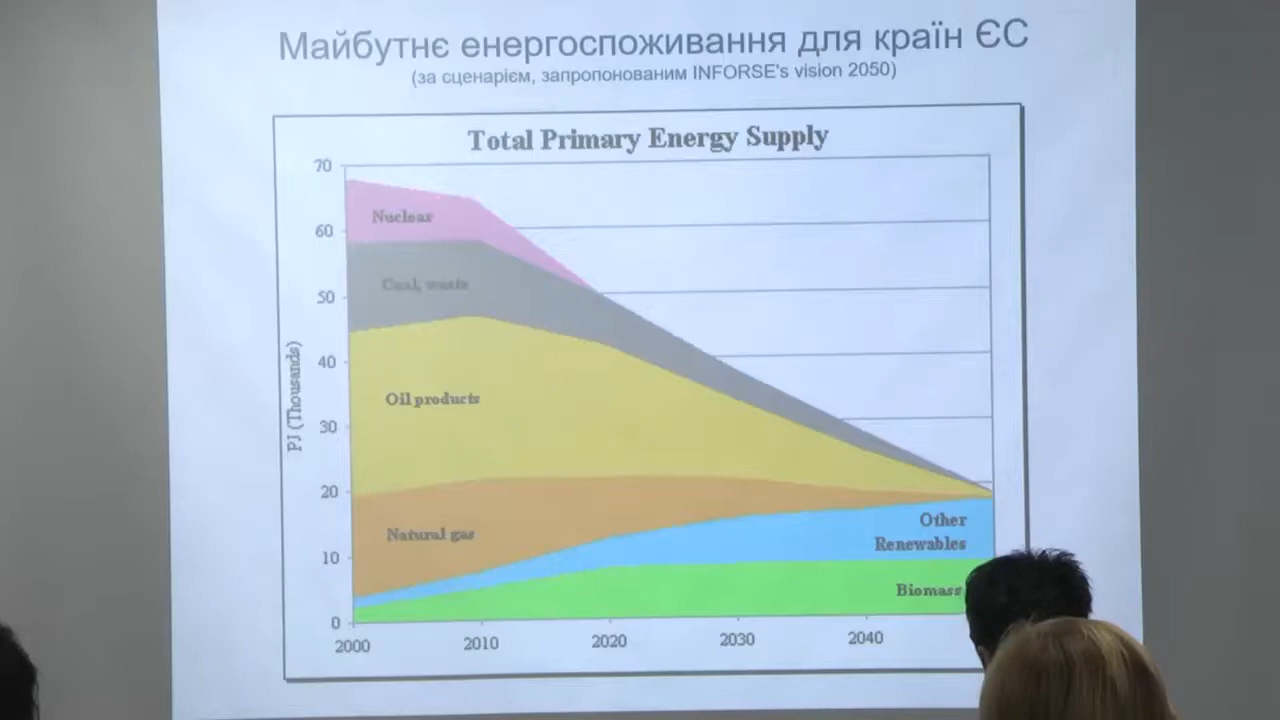 Майбутнє енергоспоживання для країн ЄС
(за сценарієм, запропонованим INFORSE's vision 2050)
Total Primary Energy Supply
70
60
50
40
30
20
10
0
PJ (Thousands)
Nuclear
Coal, waste
Oil products
Natural gas
Other
Renewables
Biomass
2000 2010 2020 2030 2040